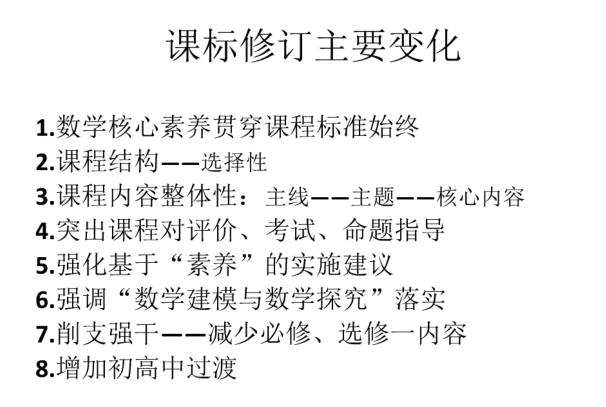 课标修订主要变化
1.数学核心素养贯穿课程标准始终
2.课程结构——选择性
3.课程内容整体性：主线——主题——核心内容
4.突出课程对评价、考试、命题指导
5.强化基于“素养”的实施建议
6.强调“数学建模与数学探究”落实
7.削支强干——减少必修、选修一内容
8.增加初高中过渡